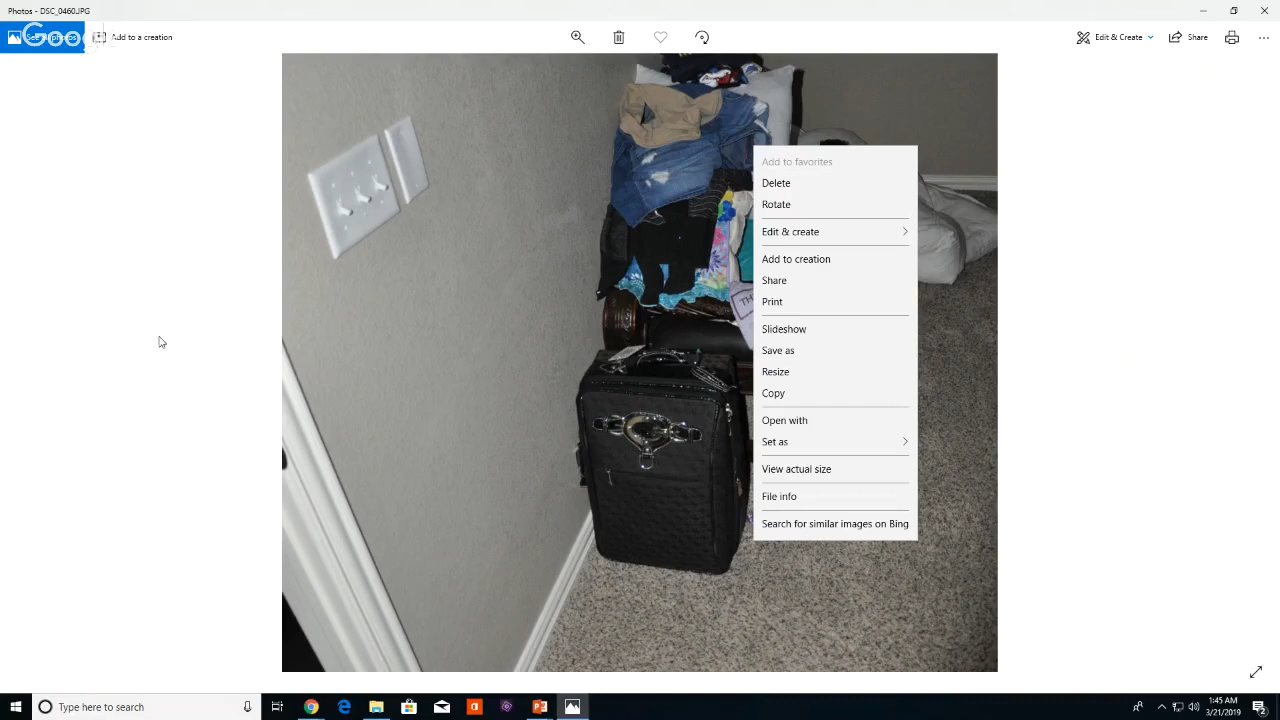 Photos - DSC_0460.JPG
Add to a creation
Edit & Create
Share
Add to favorites
Delete
Rotate
Edit & create
Add to creation
Share
Print
Slideshow
Save as
Resize
Copy
Open with
Set as
View actual size
File info
Search for similar images on Bing
TH
Type here to search
1:45 AM
3/21/2019
2